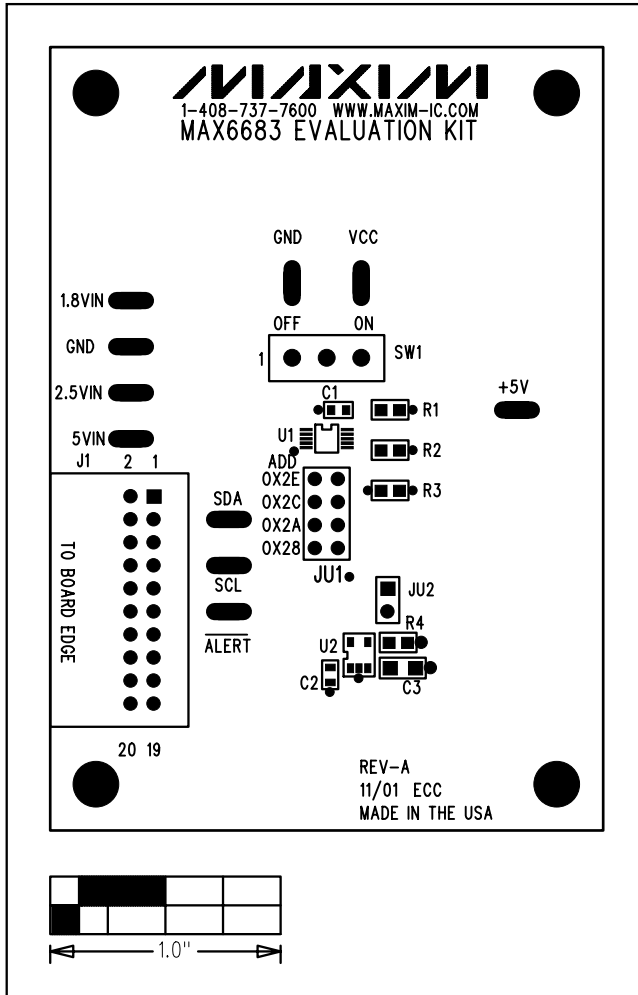 MAXIM
1-408-737-7600 WWW.MAXIM-IC.COM
MAX6683 EVALUATION KIT
GND VCC
1.8VIN
OFF ON
GND
1 SW1
2.5VIN
C1
+5V
R1
5VIN
U1
R2
J1 2 1
ADD
0X2E
R3
SDA
0X2C
0X2A
0X28
TO BOARD EDGE
SCL
JU1
JU2
ALERT
R4
U2
C2
C3
20 19
REV-A
11/01 ECC
MADE IN THE USA
1.0"